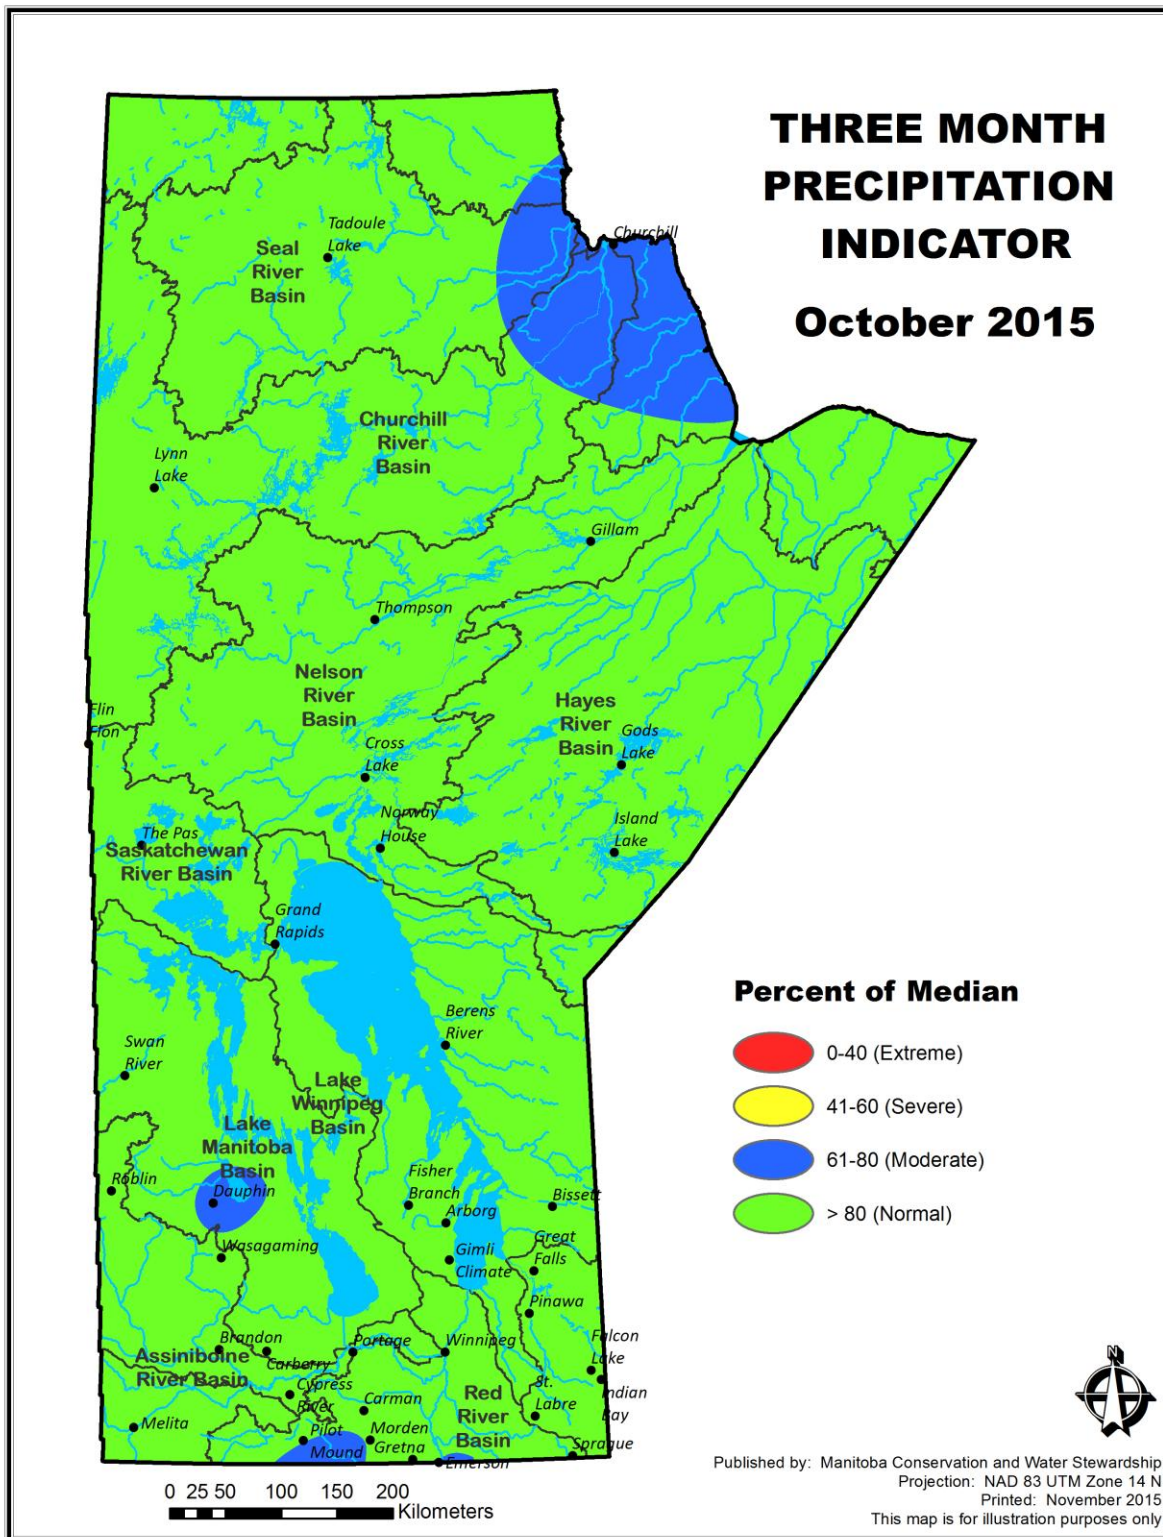 THREE MONTH
PRECIPITATION
INDICATOR
October 2015
Tadoule
Lake
Churchill
Seal
River
Basin
Churchill
River
Basin
Lynn
Lake
Gillam
Thompson
Nelson
River
Basin
Hayes
River
Basin
Flin
Flon
Gods
Lake
Cross
Lake
Norway
House
Island
Lake
The Pas
Saskatchewan
River Basin
Grand
Rapids
Berens
River
Swan
River
Lake
Winnipeg
Basin
Lake
Manitoba
Basin
Roblin
Dauphin
Fisher
Branch
Arborg
Bissett
Wasagaming
Gimli
Climate
Great
Falls
Pinawa
Brandon
Carberry
Portage
Winnipeg
Falcon
Lake
Assiniboine
River Basin
Cypress
River
Carman
Red
River
Basin
St.
Labre
Indian
Bay
Melita
Pilot
Mound
Morden
Gretna
Emerson
Sprague
Percent of Median
0-40 (Extreme)
41-60 (Severe)
61-80 (Moderate)
> 80 (Normal)
N
0 25 50 100 150 200
Kilometers
Published by: Manitoba Conservation and Water Stewardship
Projection: NAD 83 UTM Zone 14 N
Printed: November 2015
This map is for illustration purposes only